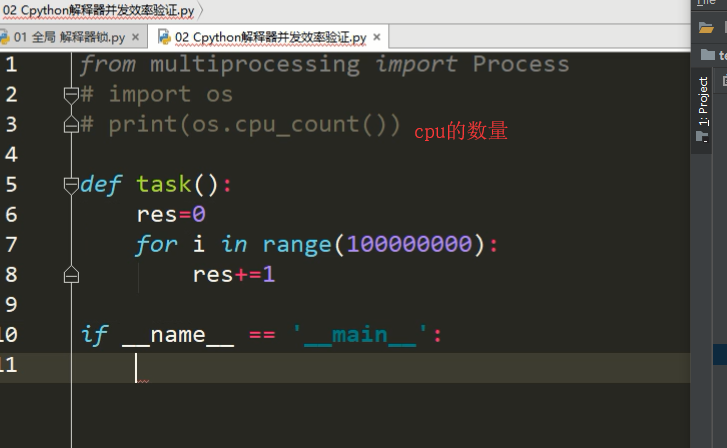 02 Cpython解释器并发效率验证.py
01 全局 解释器锁.py × 02 Cpython解释器并发效率验证.py ×
1 from multiprocessing import Process
2 # import os
3 # print(os.cpu_count()) cpu的数量
4
5 def task():
6 res=0
7 for i in range(100000000):
8 res+=1
9
10 if __name__ == '__main__':
11
1: Project